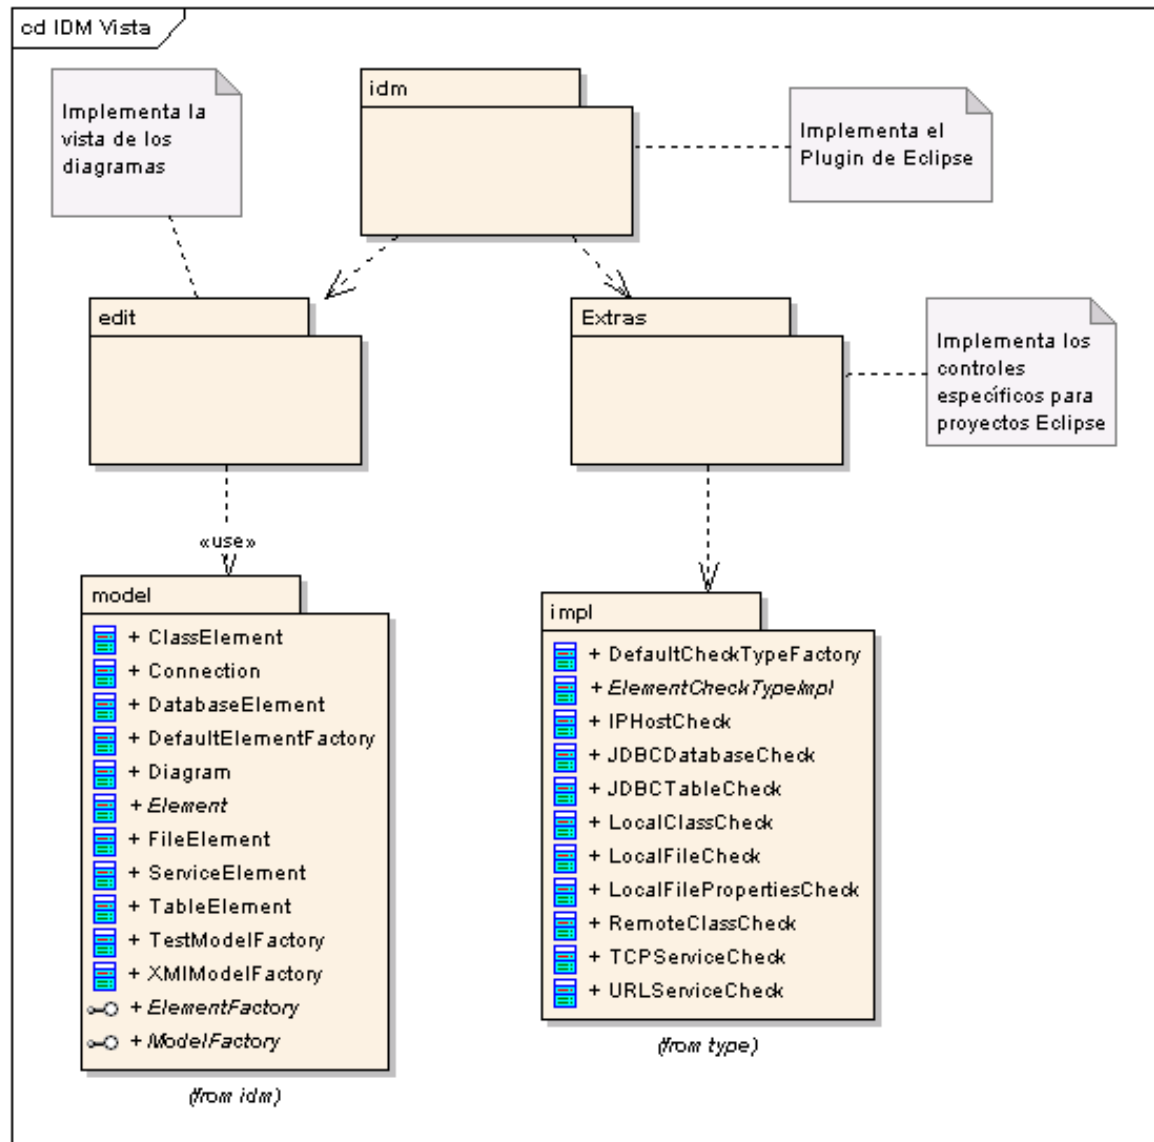 cd IDM Vista
Implementa la
vista de los
diagramas
idm
Implementa el
Plugin de Eclipse
edit
Extras
Implementa los
controles
específicos para
proyectos Eclipse
«use»
model
+ ClassElement
+ Connection
+ DatabaseElement
+ DefaultElementFactory
+ Diagram
+ Element
+ FileElement
+ ServiceElement
+ TableElement
+ TestModelFactory
+ XMIModelFactory
+ ElementFactory
+ ModelFactory
(from idm)
impl
+ DefaultCheckTypeFactory
+ ElementCheckTypeImpl
+ IPHostCheck
+ JDBCDatabaseCheck
+ JDBCTableCheck
+ LocalClassCheck
+ LocalFileCheck
+ LocalFilePropertiesCheck
+ RemoteClassCheck
+ TCPServiceCheck
+ URLServiceCheck
(from type)